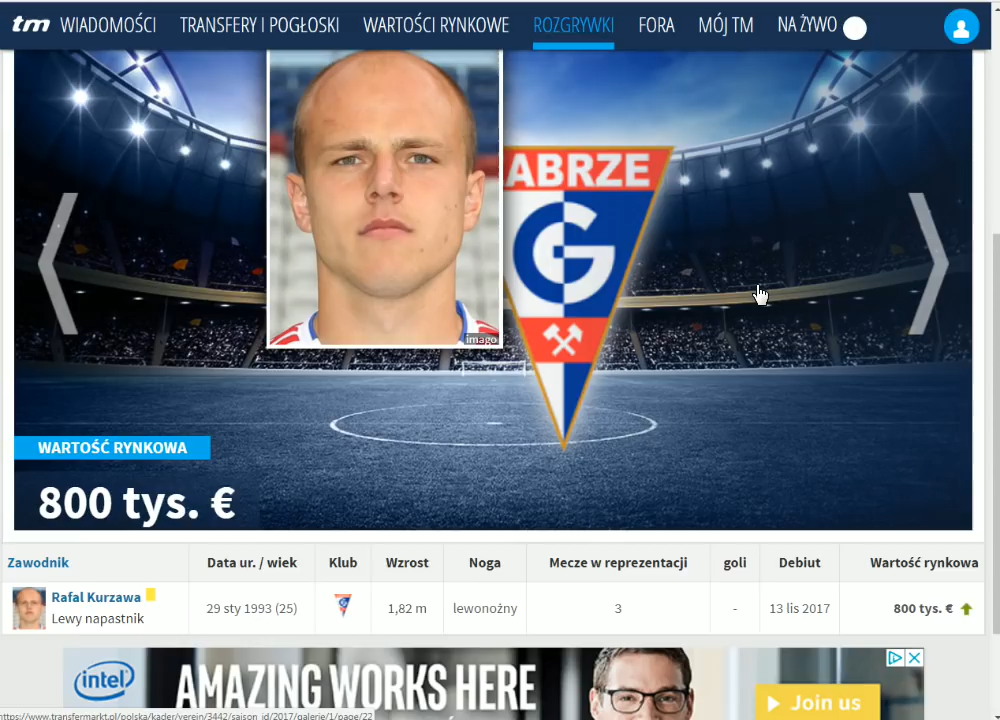 tm WIADOMOŚCI TRANSFERY I POGŁOSKI WARTOŚCI RYNKOWE ROZGRYWKI FORA MÓJ TM NA ŻYWO
ABRZE
G
imago
WARTOŚĆ RYNKOWA
800 tys. €
Zawodnik Data ur. / wiek Klub Wzrost Noga Mecze w reprezentacji goli Debiut Wartość rynkowa
Rafal Kurzawa 29 sty 1993 (25) 1,82 m lewonożny 3 - 13 lis 2017 800 tys. €
Lewy napastnik
intel AMAZING WORKS HERE
Join us
https://www.transfermarkt.pl/polska/kader/verein/3442/saison_id/2017/galerie/1/page/22